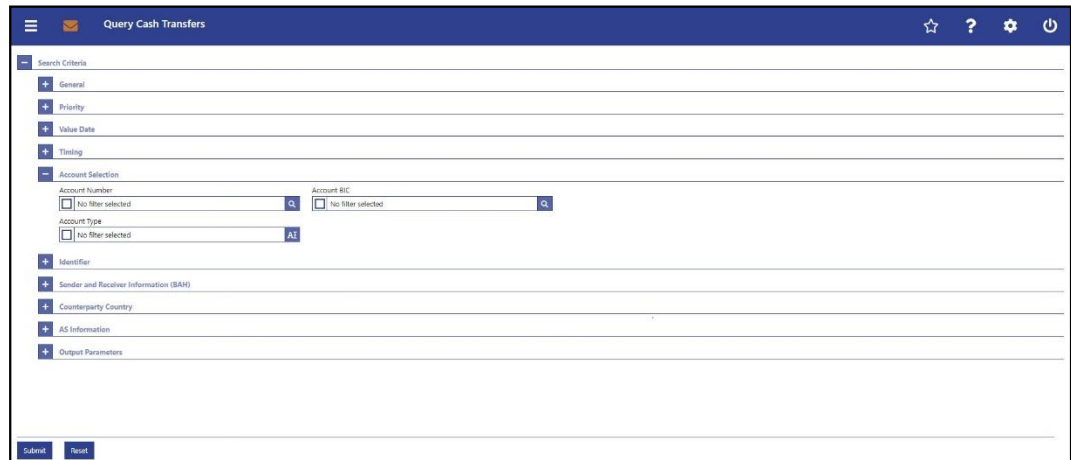 Query Cash Transfers
?
Search Criteria
General
Priority
Value Date
Timing
Account Selection
Account Number Account BIC
No filter selected No filter selected
Account Type
No filter selected AI
Identifier
Sender and Receiver Information (BAH)
Counterparty Country
AS Information
Output Parameters
Submit Reset